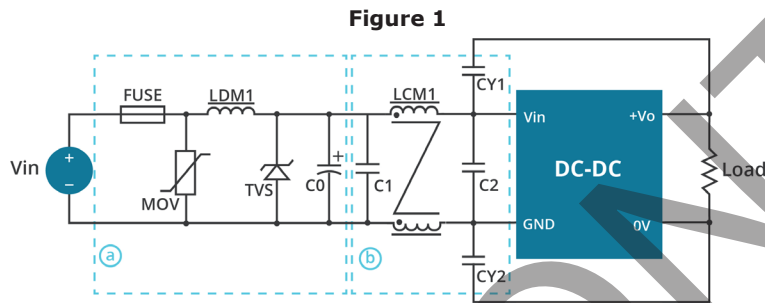 Figure 1
FUSE
LDM1
LCM1
CY1
Vin
+
−
MOV
TVS
C0
+
C1
C2
Vin
+Vo
DC-DC
GND
0V
Load
CY2
a
b